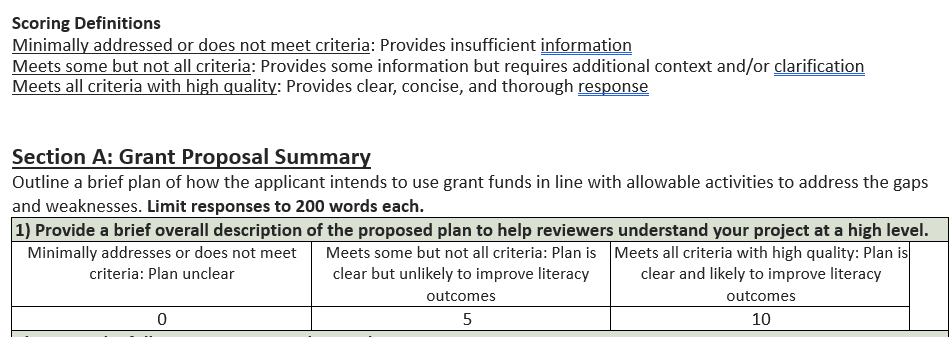 Scoring Definitions
Minimally addressed or does not meet criteria: Provides insufficient information
Meets some but not all criteria: Provides some information but requires additional context and/or clarification
Meets all criteria with high quality: Provides clear, concise, and thorough response
Section A: Grant Proposal Summary
Outline a brief plan of how the applicant intends to use grant funds in line with allowable activities to address the gaps
and weaknesses. Limit responses to 200 words each.
1) Provide a brief overall description of the proposed plan to help reviewers understand your project at a high level.
Minimally addresses or does not meet
criteria: Plan unclear
Meets some but not all criteria: Plan is
clear but unlikely to improve literacy
outcomes
Meets all criteria with high quality: Plan is
clear and likely to improve literacy
outcomes
0
5
10